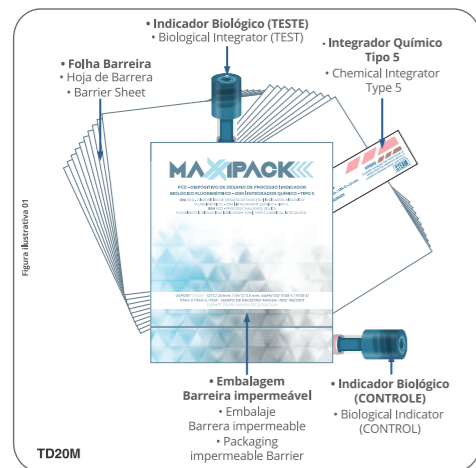 • Indicador Biológico (TESTE)
• Biological Integrator (TEST)
• Integrador Químico
Tipo 5
• Chemical Integrator
Type 5
• Folha Barreira
• Hoja de Barrera
• Barrier Sheet
MAXXIPACK
PCD • DISPOSITIVO DE DESAFIO DE PROCESSO | INDICADOR
BIOLÓGICO FLUORIMÉTRICO • COM INTEGRADOR QUÍMICO • TIPO 5
Figura ilustrativa 01
• Embalagem
Barreira impermeável
• Embalaje
Barrera impermeable
• Packaging
impermeable Barrier
• Indicador Biológico
(CONTROLE)
• Biological Indicator
(CONTROL)
TD20M